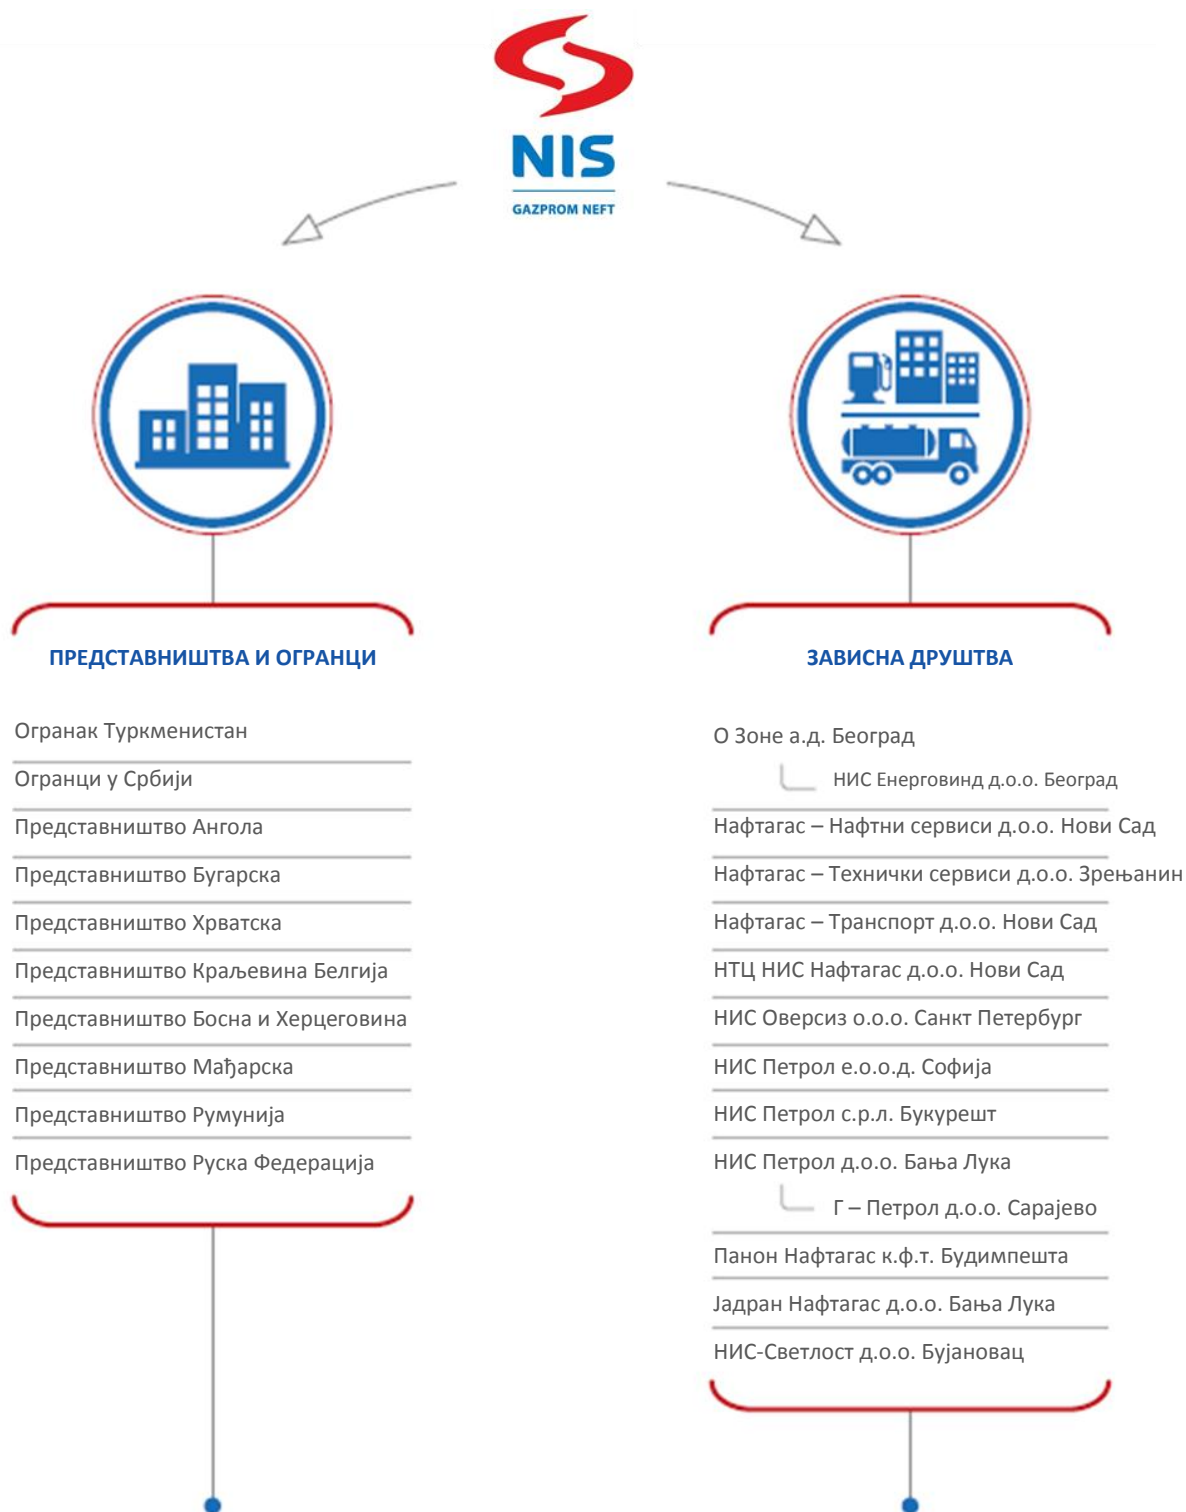 NIS
GAZPROM NEFT
ПРЕДСТАВНИШТВА И ОГРАНЦИ
Огранак Туркменистан
Огранци у Србији
Представништво Ангола
Представништво Бугарска
Представништво Хрватска
Представништво Краљевина Белгија
Представништво Босна и Херцеговина
Представништво Мађарска
Представништво Румунија
Представништво Руска Федерација
ЗАВИСНА ДРУШТВА
О Зоне а.д. Београд
НИС Енерговинд д.о.о. Београд
Нафтагас – Нафтни сервиси д.о.о. Нови Сад
Нафтагас – Технички сервиси д.о.о. Зрењанин
Нафтагас – Транспорт д.о.о. Нови Сад
НТЦ НИС Нафтагас д.о.о. Нови Сад
НИС Оверсиз о.о.о. Санкт Петербург
НИС Петрол е.о.о.д. Софија
НИС Петрол с.р.л. Букурешт
НИС Петрол д.о.о. Бања Лука
Г – Петрол д.о.о. Сарајево
Панон Нафтагас к.ф.т. Будимпешта
Јадран Нафтагас д.о.о. Бања Лука
НИС-Светлост д.о.о. Бујановац